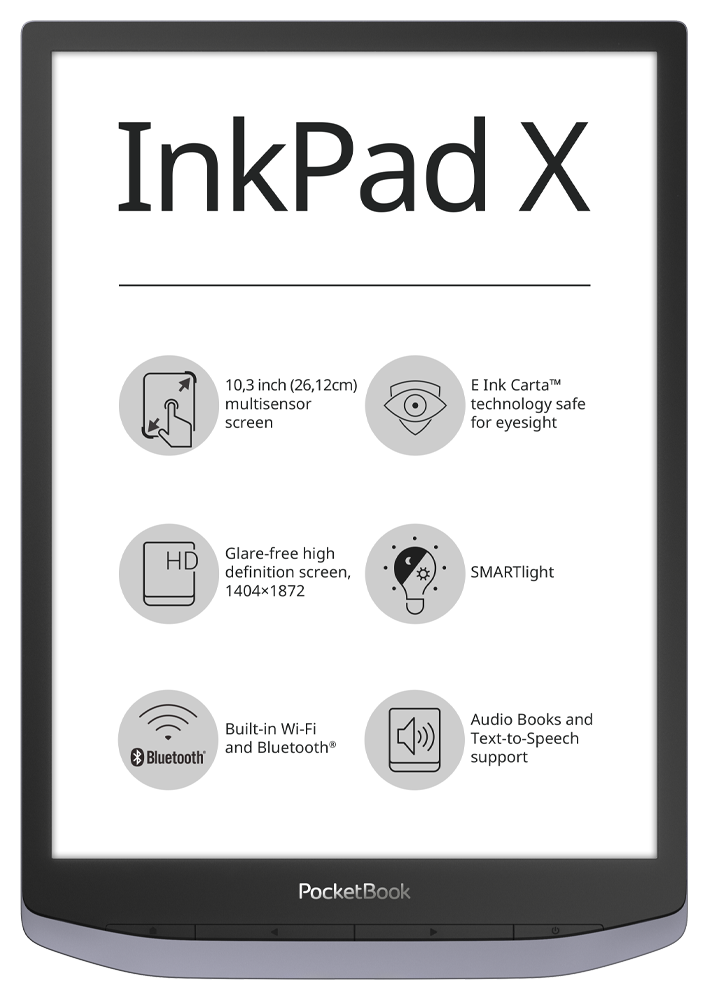 InkPad X
10,3 inch (26,12cm)
multisensor
screen
E Ink Carta™
technology safe
for eyesight
HD
Glare-free high
definition screen,
1404×1872
SMARTlight
Bluetooth®
Built-in Wi-Fi
and Bluetooth®
Audio Books and
Text-to-Speech
support
PocketBook